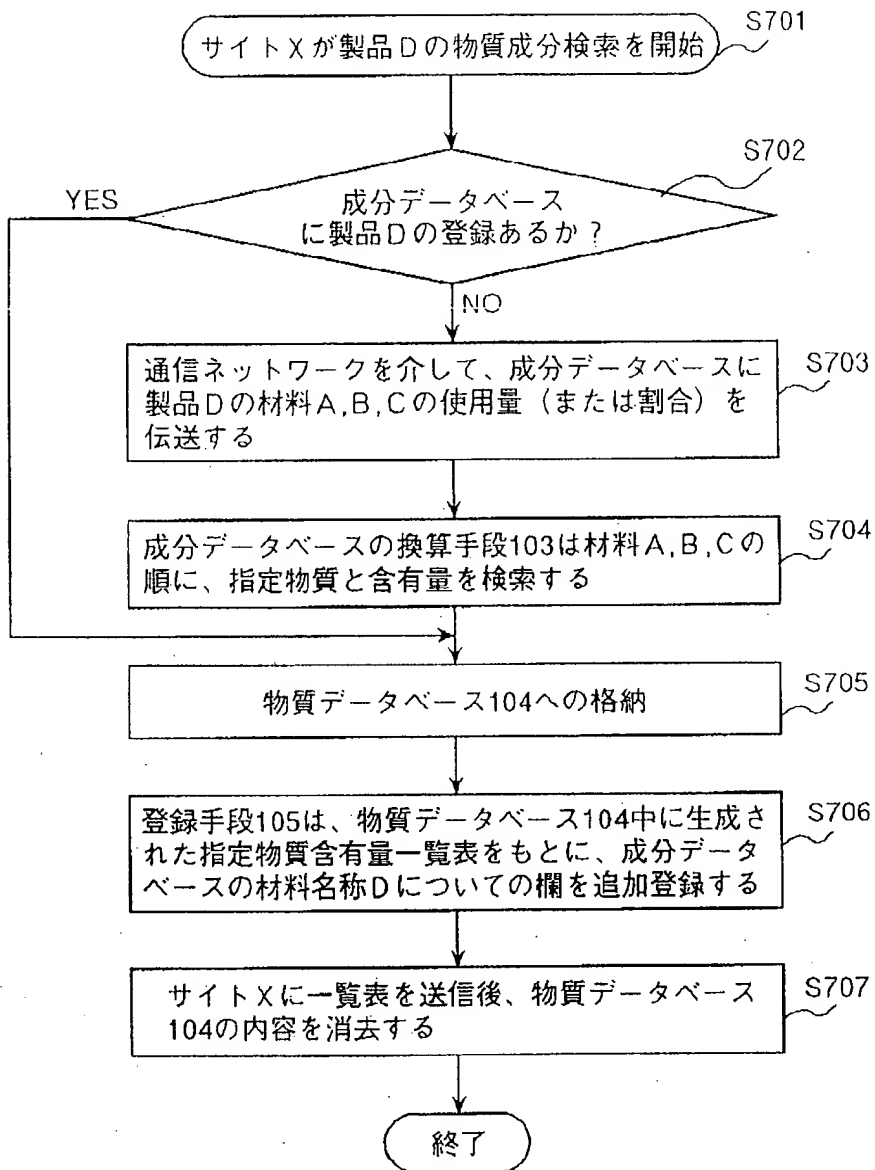 S701
サイトXが製品Dの物質成分検索を開始
S702
YES
成分データベース
に製品Dの登録あるか？
NO
S703
通信ネットワークを介して、成分データベースに
製品Dの材料A,B,Cの使用量（または割合）を
伝送する
S704
成分データベースの換算手段103は材料A,B,Cの
順に、指定物質と含有量を検索する
S705
物質データベース104への格納
S706
登録手段105は、物質データベース104中に生成さ
れた指定物質含有量一覧表をもとに、成分データ
ベースの材料名称Dについての欄を追加登録する
S707
サイトXに一覧表を送信後、物質データベース
104の内容を消去する
終了